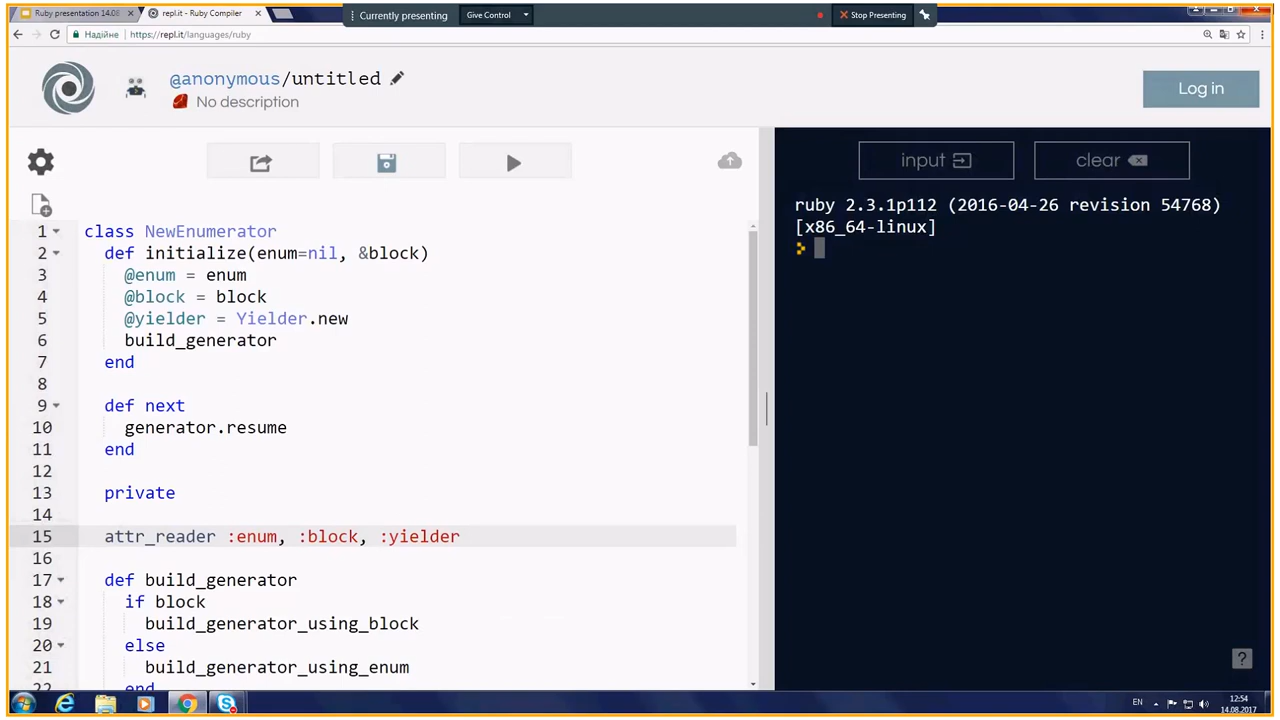 Ruby presentation 14.08
repl.it - Ruby Compiler
Currently presenting
Give Control
Stop Presenting
Надійне
https://repl.it/languages/ruby
@anonymous/untitled
No description
Log in
input
clear
ruby 2.3.1p112 (2016-04-26 revision 54768)
[x86_64-linux]
1 class NewEnumerator
2 def initialize(enum=nil, &block)
3 @enum = enum
4 @block = block
5 @yielder = Yielder.new
6 build_generator
7 end
8
9 def next
10 generator.resume
11 end
12
13 private
14
15 attr_reader :enum, :block, :yielder
16
17 def build_generator
18 if block
19 build_generator_using_block
20 else
21 build_generator_using_enum
22 end
?
EN
12:54
14.08.2017